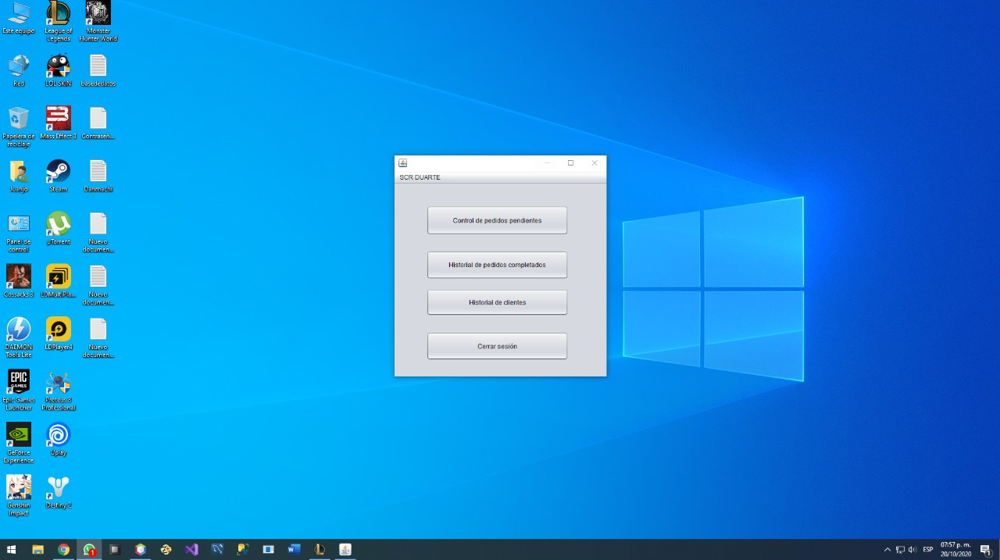 Este equipo
League of
Legends
Monster
Hunter World
Red
LOL SKIN
basededatos
Papelera de
reciclaje
Mass Effect 3
Contraseñ...
Juanjo
Steam
Danmachi
Panel de
control
µTorrent
Nuevo
documen...
Cossacks 3
LDMultiPla...
Nuevo
documen...
DAEMON
Tools Lite
LDPlayer4
Nuevo
documen...
EPIC
GAMES
Epic Games
Launcher
Proteus 8
Professional
GeForce
Experience
Uplay
Genshin
Impact
Destiny 2
SCR DUARTE
Control de pedidos pendientes
Historial de pedidos completados
Historial de clientes
Cerrar sesión
ESP
07:57 p. m.
20/10/2020